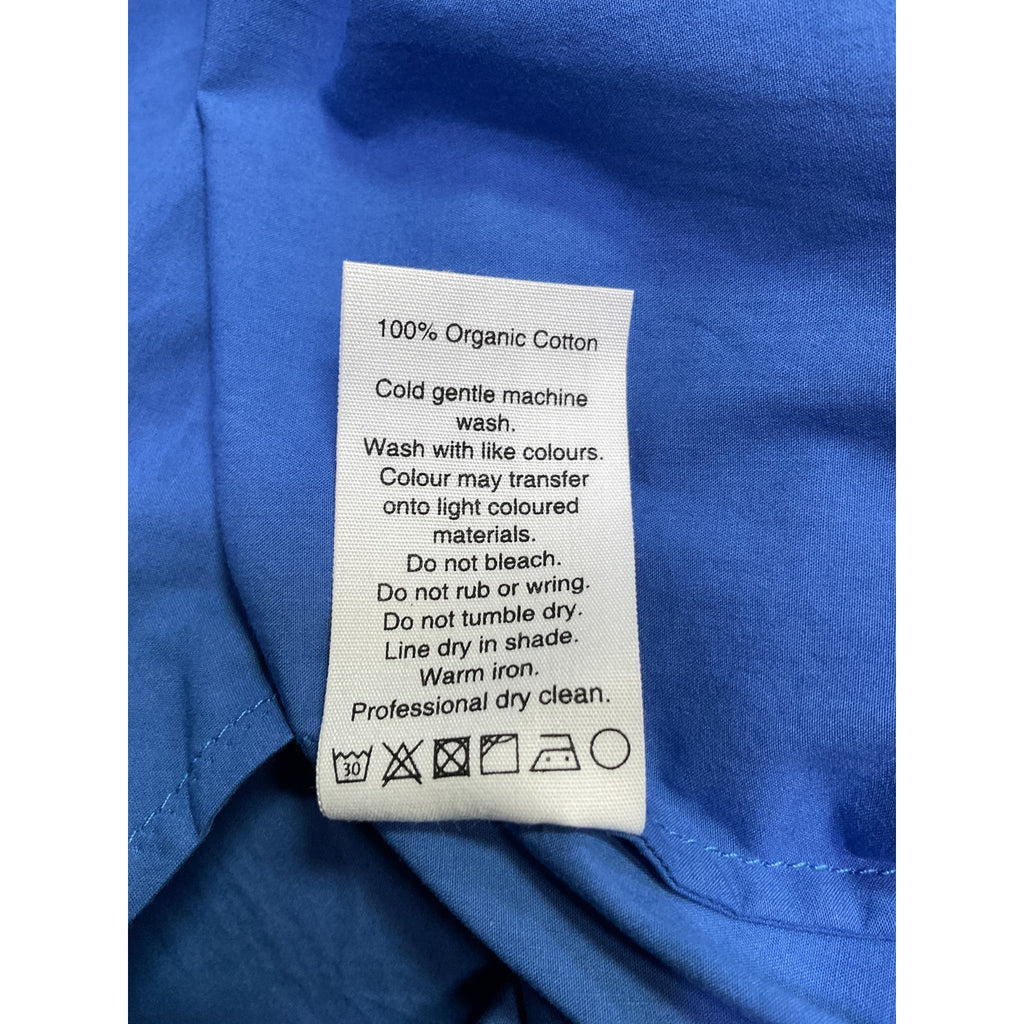 100% Organic Cotton
Cold gentle machine
wash.
Wash with like colours.
Colour may transfer
onto light coloured
materials.
Do not bleach.
Do not rub or wring.
Do not tumble dry.
Line dry in shade.
Warm iron.
Professional dry clean.
30